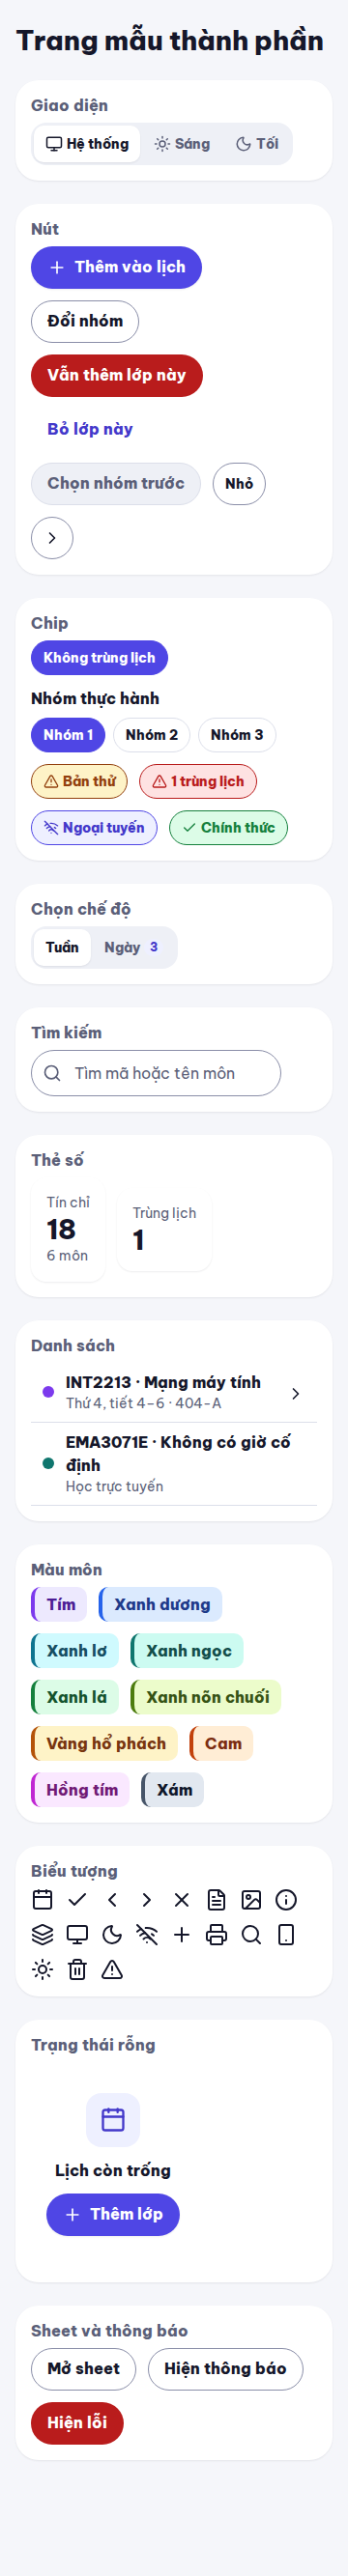 Trang mẫu thành phần
Giao diện
Hệ thống Sáng Tối
Nút
Thêm vào lịch
Đổi nhóm
Vẫn thêm lớp này
Bỏ lớp này
Chọn nhóm trước Nhỏ
Chip
Không trùng lịch
Nhóm thực hành
Nhóm 1 Nhóm 2 Nhóm 3
Bản thử 1 trùng lịch
Ngoại tuyến Chính thức
Chọn chế độ
Tuần Ngày 3
Tìm kiếm
Tìm mã hoặc tên môn
Thẻ số
Tín chỉ
18
6 môn
Trùng lịch
1
Danh sách
INT2213 · Mạng máy tính
Thứ 4, tiết 4–6 · 404-A
EMA3071E · Không có giờ cố
định
Học trực tuyến
Màu môn
Tím Xanh dương
Xanh lơ Xanh ngọc
Xanh lá Xanh nõn chuối
Vàng hổ phách Cam
Hồng tím Xám
Biểu tượng
Trạng thái rỗng
Lịch còn trống
Thêm lớp
Sheet và thông báo
Mở sheet Hiện thông báo
Hiện lỗi